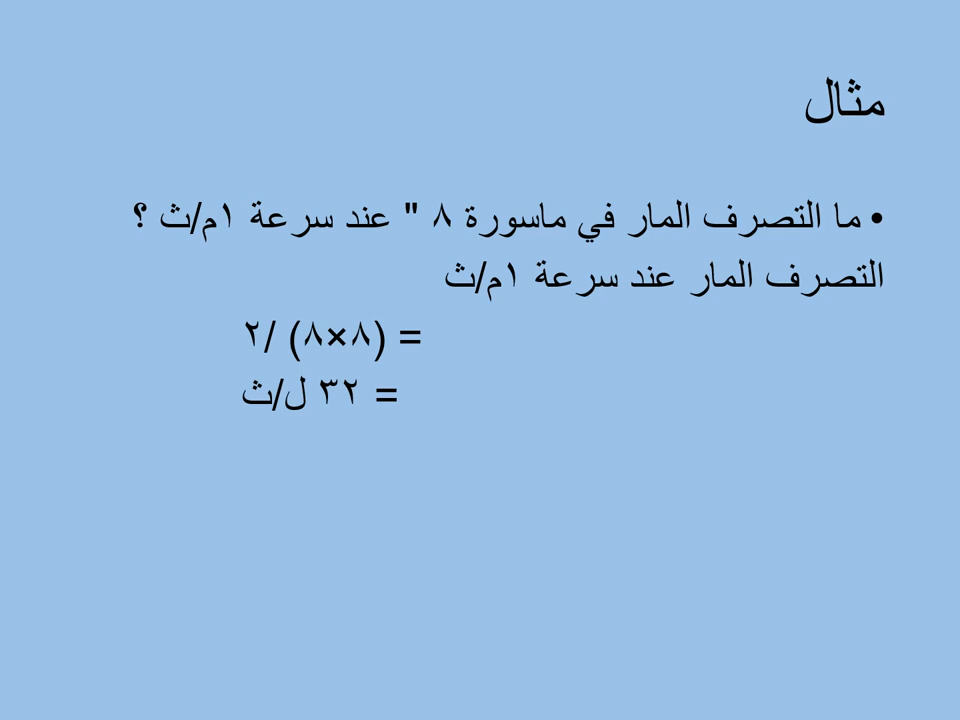 مثال
• ما التصرف المار في ماسورة ٨ " عند سرعة ١م/ث ؟
التصرف المار عند سرعة ١م/ث
= (٨×٨) /٢
= ٣٢ ل/ث